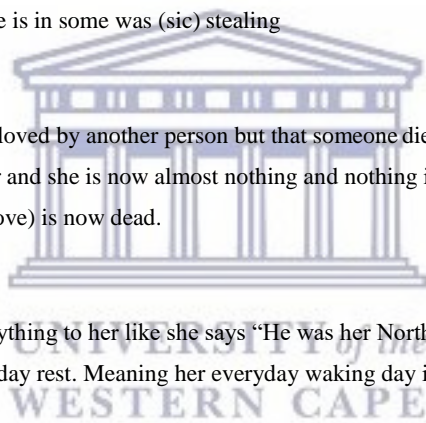 e is in some was (sic) stealing
loved by another person but that someone die
and she is now almost nothing and nothing i
ove) is now dead.
ything to her like she says “He was her North
day rest. Meaning her everyday waking day i
UNIVERSITY of the
WESTERN CAPE